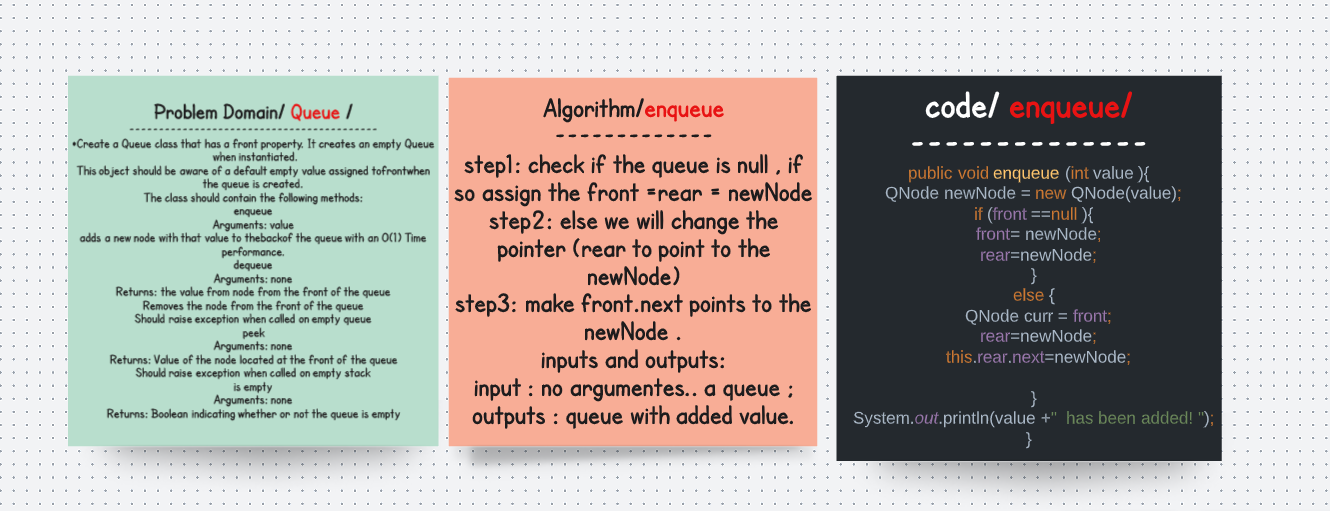 Problem Domain/ Queue /
•Create a Queue class that has a front property. It creates an empty Queue
when instantiated.
This object should be aware of a default empty value assigned tofrontwhen
the queue is created.
The class should contain the following methods:
enqueue
Arguments: value
adds a new node with that value to thebackof the queue with an O(1) Time
performance.
dequeue
Arguments: none
Returns: the value from node from the front of the queue
Removes the node from the front of the queue
Should raise exception when called on empty queue
peek
Arguments: none
Returns: Value of the node located at the front of the queue
Should raise exception when called on empty stack
is empty
Arguments: none
Returns: Boolean indicating whether or not the queue is empty
Algorithm/enqueue
step1: check if the queue is null , if
so assign the front =rear = newNode
step2: else we will change the
pointer (rear to point to the
newNode)
step3: make front.next points to the
newNode .
inputs and outputs:
input : no argumentes.. a queue ;
outputs : queue with added value.
code/ enqueue/
public void enqueue (int value ){
QNode newNode = new QNode(value);
if (front ==null ){
front= newNode;
rear=newNode;
}
else {
QNode curr = front;
rear=newNode;
this.rear.next=newNode;
}
System.out.println(value +" has been added! ");
}